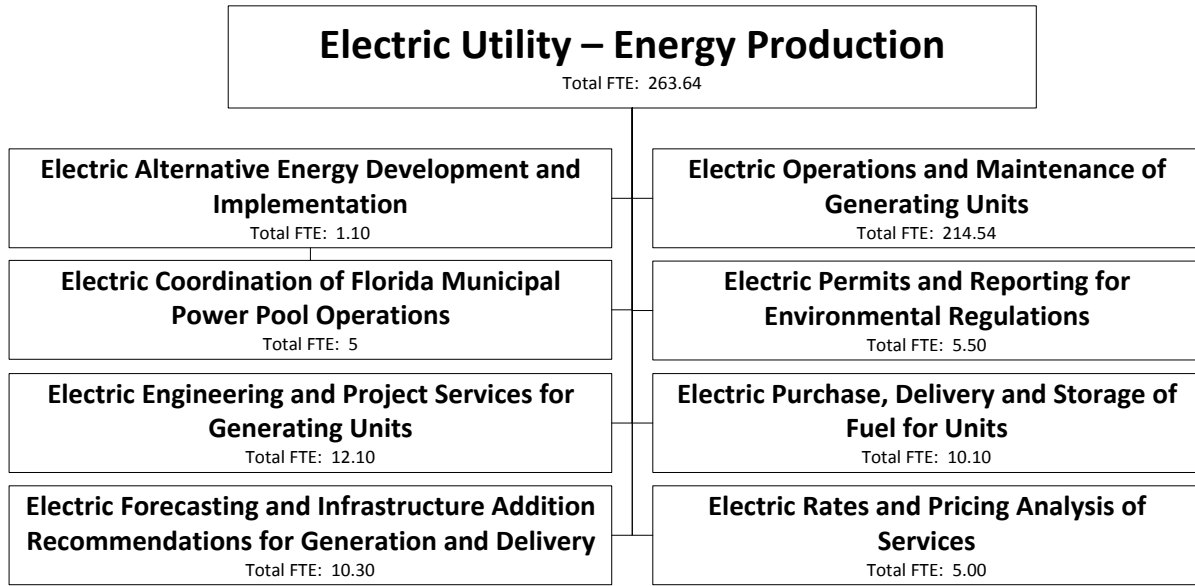 Electric Utility – Energy Production
Total FTE:  263.64
Electric Alternative Energy Development and
Implementation
Total FTE:  1.10
Electric Coordination of Florida Municipal
Power Pool Operations
Total FTE:  5
Electric Engineering and Project Services for
Generating Units
Total FTE:  12.10
Electric Forecasting and Infrastructure Addition
Recommendations for Generation and Delivery
Total FTE:  10.30
Electric Operations and Maintenance of
Generating Units
Total FTE:  214.54
Electric Permits and Reporting for
Environmental Regulations
Total FTE:  5.50
Electric Purchase, Delivery and Storage of
Fuel for Units
Total FTE:  10.10
Electric Rates and Pricing Analysis of
Services
Total FTE:  5.00